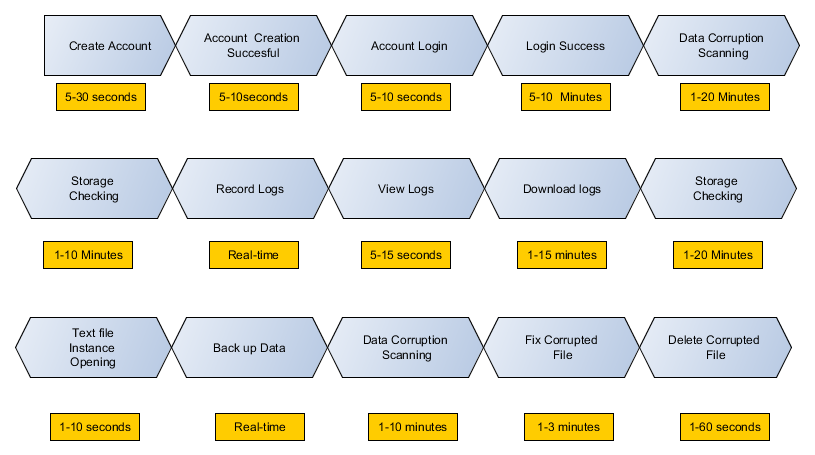 Create Account
Account  Creation
Succesful
Account Login
Login Success
Data Corruption
Scanning
5-30 seconds
5-10seconds
5-10 seconds
5-10  Minutes
1-20 Minutes
Storage
Checking
Record Logs
View Logs
Download logs
Storage
Checking
1-10 Minutes
Real-time
5-15 seconds
1-15 minutes
1-20 Minutes
Text file
Instance
Opening
Back up Data
Data Corruption
Scanning
Fix Corrupted
File
Delete Corrupted
File
1-10 seconds
Real-time
1-10 minutes
1-3 minutes
1-60 seconds